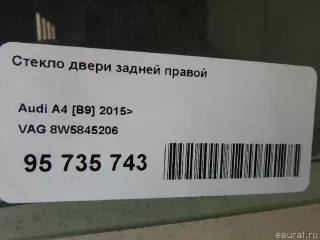 Стекло двери задней правой
Audi A4 [B9] 2015>
VAG 8W5845206
95 735 743
eaural.ru